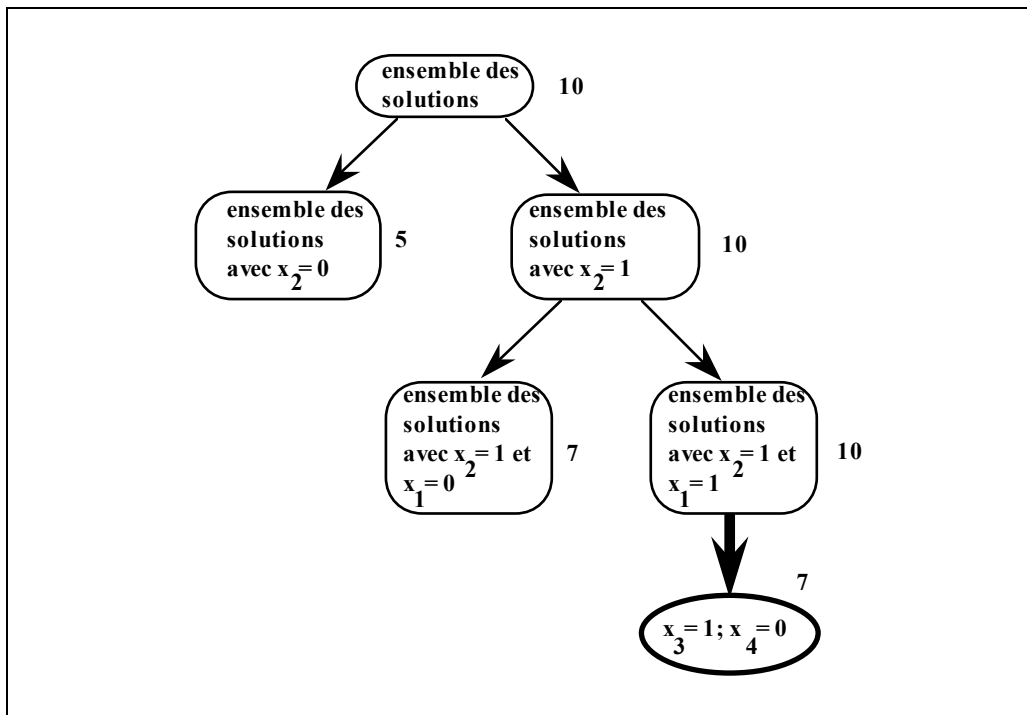 ensemble des
solutions
10
ensemble des
solutions
avec x₂= 0
5
ensemble des
solutions
avec x₂= 1
10
ensemble des
solutions
avec x₂= 1 et
x₁= 0
7
ensemble des
solutions
avec x₂= 1 et
x₁= 1
10
7
x₃= 1; x₄= 0